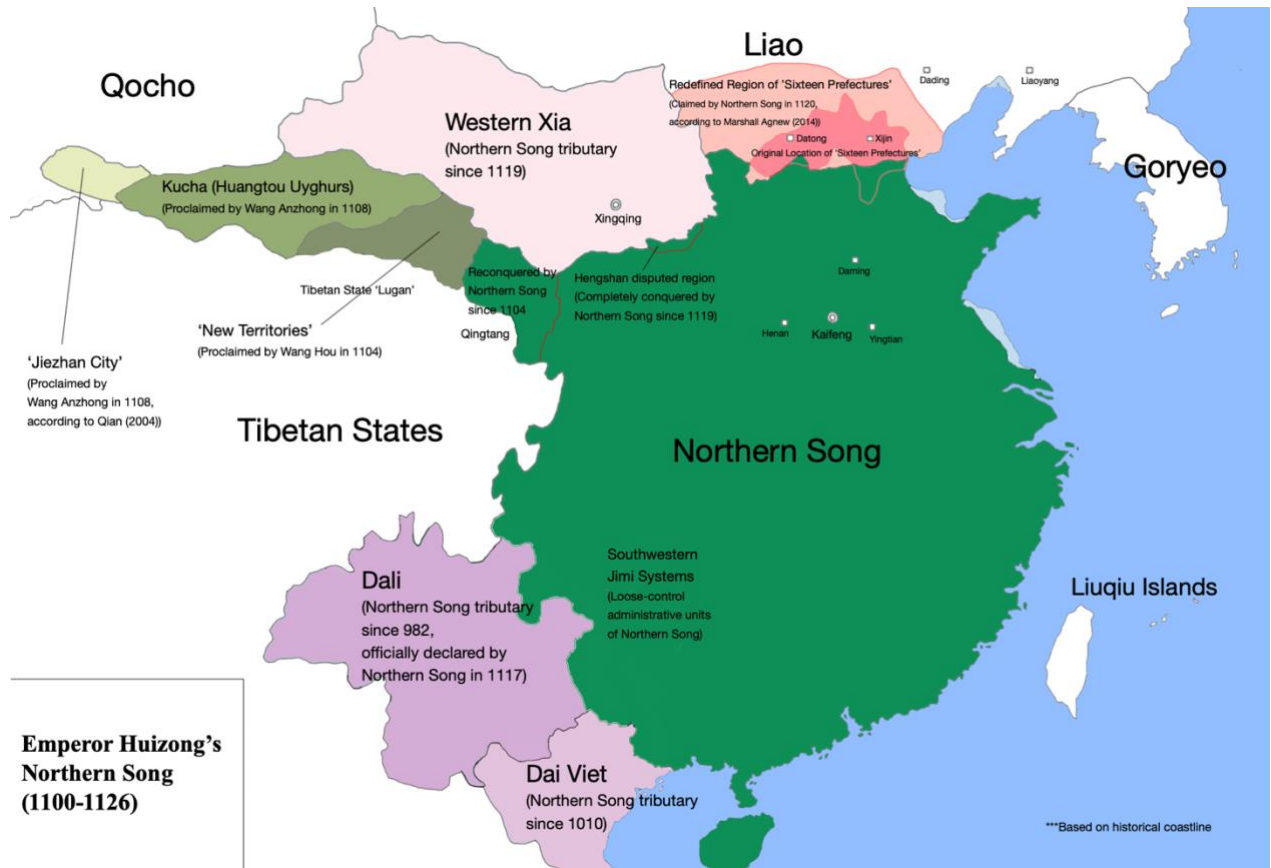 Liao
Qocho
Redefined Region of 'Sixteen Prefectures'
(Claimed by Northern Song in 1120,
according to Marshall Agnew (2014))
Dading
Liaoyang
Western Xia
(Northern Song tributary
since 1119)
Datong
Xijin
Original Location of 'Sixteen Prefectures'
Goryeo
Kucha (Huangtou Uyghurs)
(Proclaimed by Wang Anzhong in 1108)
Xingqing
Reconquered by
Northern Song
since 1104
Qingtang
Hengshan disputed region
(Completely conquered by
Northern Song since 1119)
Daming
Henan
Kaifeng
Yingtian
Tibetan State 'Lugan'
'New Territories'
(Proclaimed by Wang Hou in 1104)
'Jiezhan City'
(Proclaimed by
Wang Anzhong in 1108,
according to Qian (2004))
Tibetan States
Northern Song
Southwestern
Jimi Systems
(Loose-control
administrative units
of Northern Song)
Dali
(Northern Song tributary
since 982,
officially declared by
Northern Song in 1117)
Liuqiu Islands
Dai Viet
(Northern Song tributary
since 1010)
Emperor Huizong's
Northern Song
(1100-1126)
***Based on historical coastline